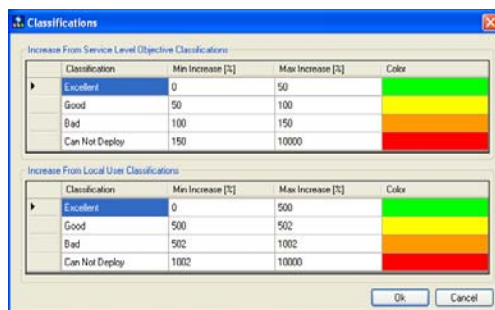 Classifications
Increase From Service Level Objective Classifications
Classification Min Increase [%] Max Increase [%] Color
Excellent 0 50
Good 50 100
Bad 100 150
Can Not Deploy 150 10000
Increase From Local User Classifications
Classification Min Increase [%] Max Increase [%] Color
Excellent 0 500
Good 500 502
Bad 502 1002
Can Not Deploy 1002 10000
Ok Cancel